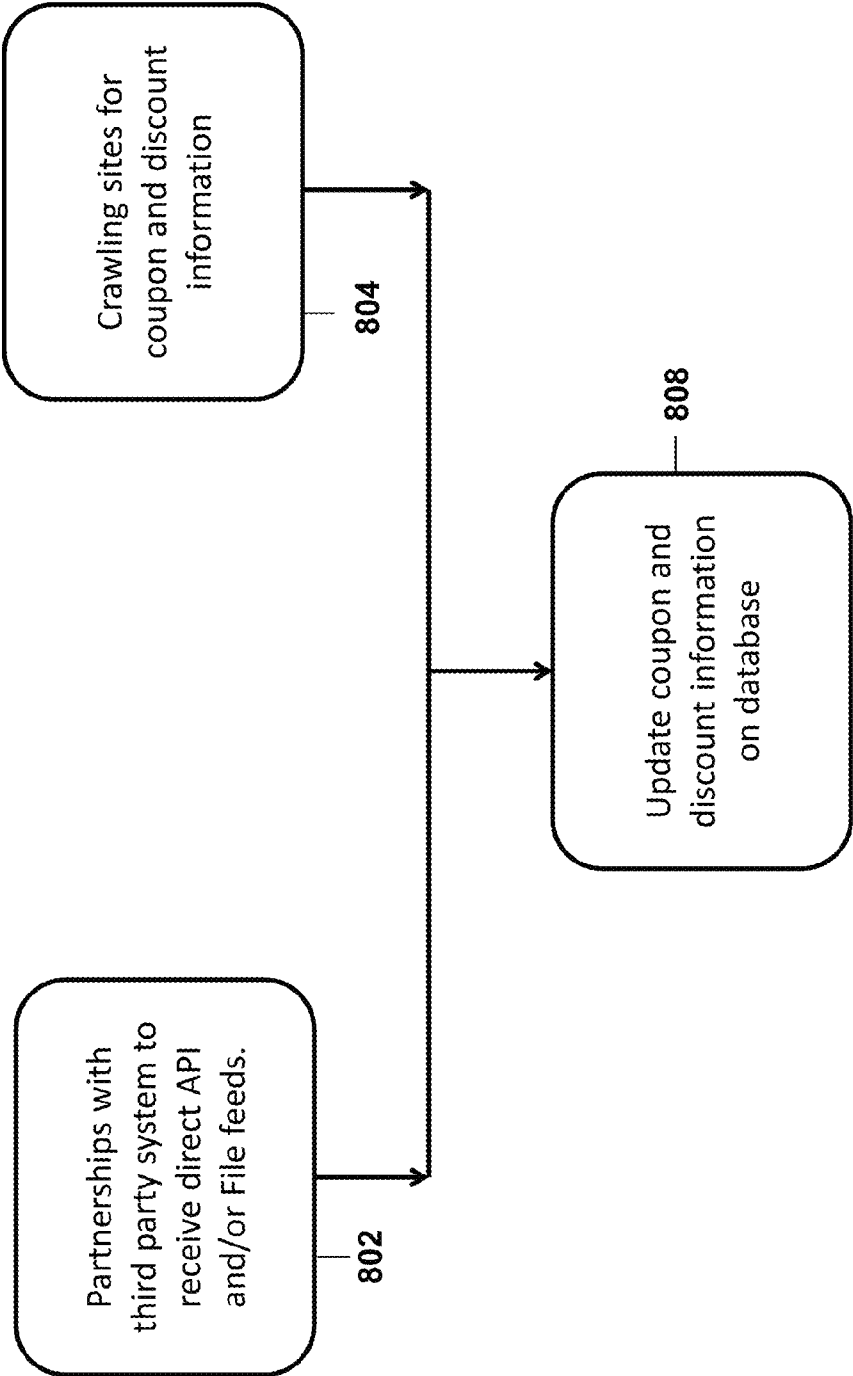 Partnerships with
third party system to
receive direct API
and/or File feeds.
802
Crawling sites for
coupon and discount
information
804
Update coupon and
discount information
on database
808